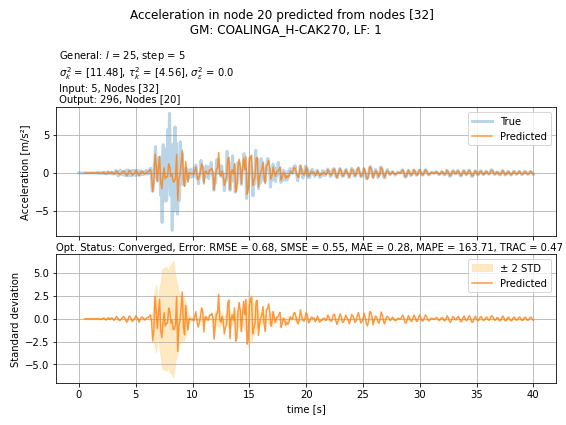 Acceleration in node 20 predicted from nodes [32]
GM: COALINGA_H-CAK270, LF: 1
General: l = 25, step = 5
σ²ₖ = [11.48], τ²ₖ = [4.56], σ²ε = 0.0
Input: 5, Nodes [32]
Output: 296, Nodes [20]
Acceleration [m/s²]
5
0
−5
True
Predicted
Opt. Status: Converged, Error: RMSE = 0.68, SMSE = 0.55, MAE = 0.28, MAPE = 163.71, TRAC = 0.47
Standard deviation
5.0
2.5
0.0
−2.5
−5.0
± 2 STD
Predicted
0 5 10 15 20 25 30 35 40
time [s]